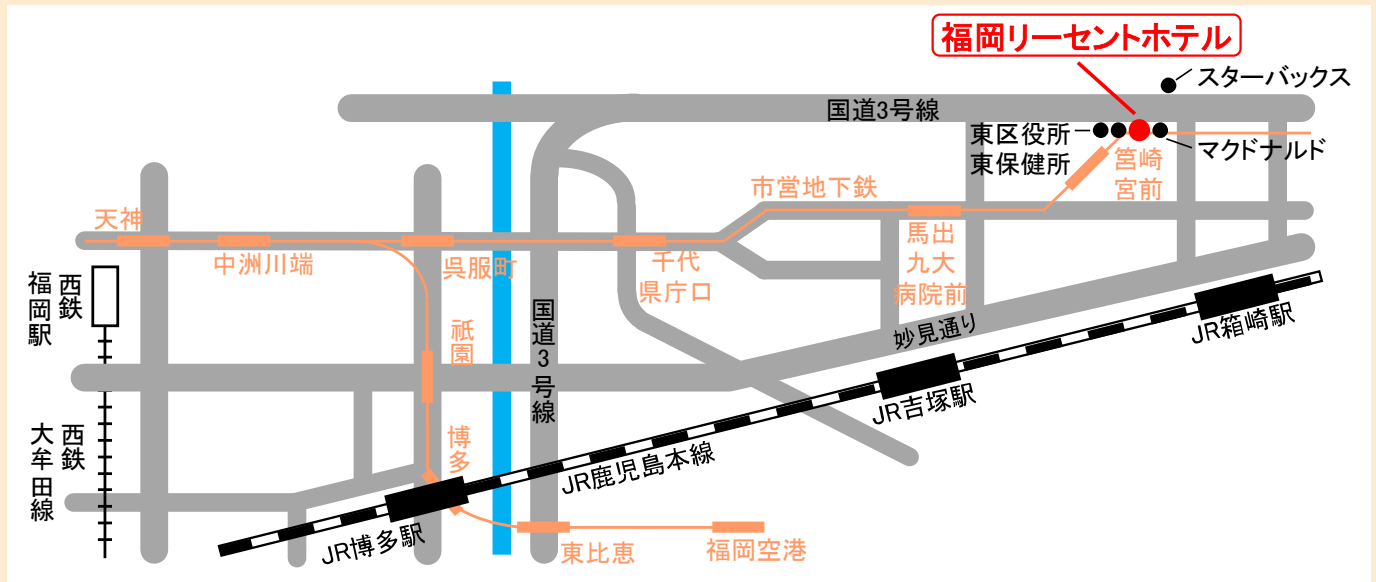 福岡リーセントホテル
スターバックス
国道3号線
東区役所
東保健所
マクドナルド
筥崎
宮前
市営地下鉄
天神
中洲川端
呉服町
千代
県庁口
馬出
九大
病院前
西鉄
福岡駅
国道3号線
祇園
妙見通り
JR箱崎駅
JR吉塚駅
西鉄
大牟田線
博多
JR鹿児島本線
JR博多駅
東比恵
福岡空港